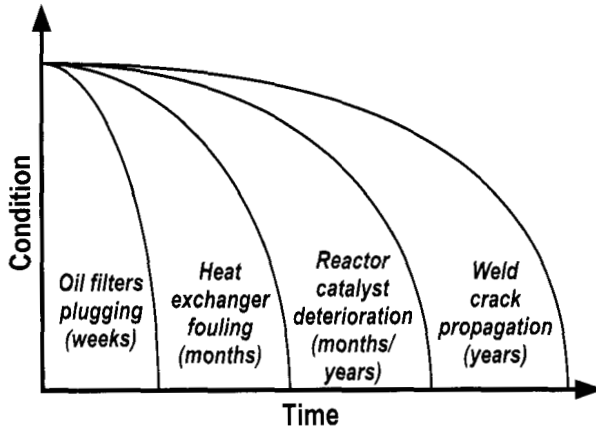 Condition
Oil filters
plugging
(weeks)
Heat
exchanger
fouling
(months)
Reactor
catalyst
deterioration
(months/
years)
Weld
crack
propagation
(years)
Time